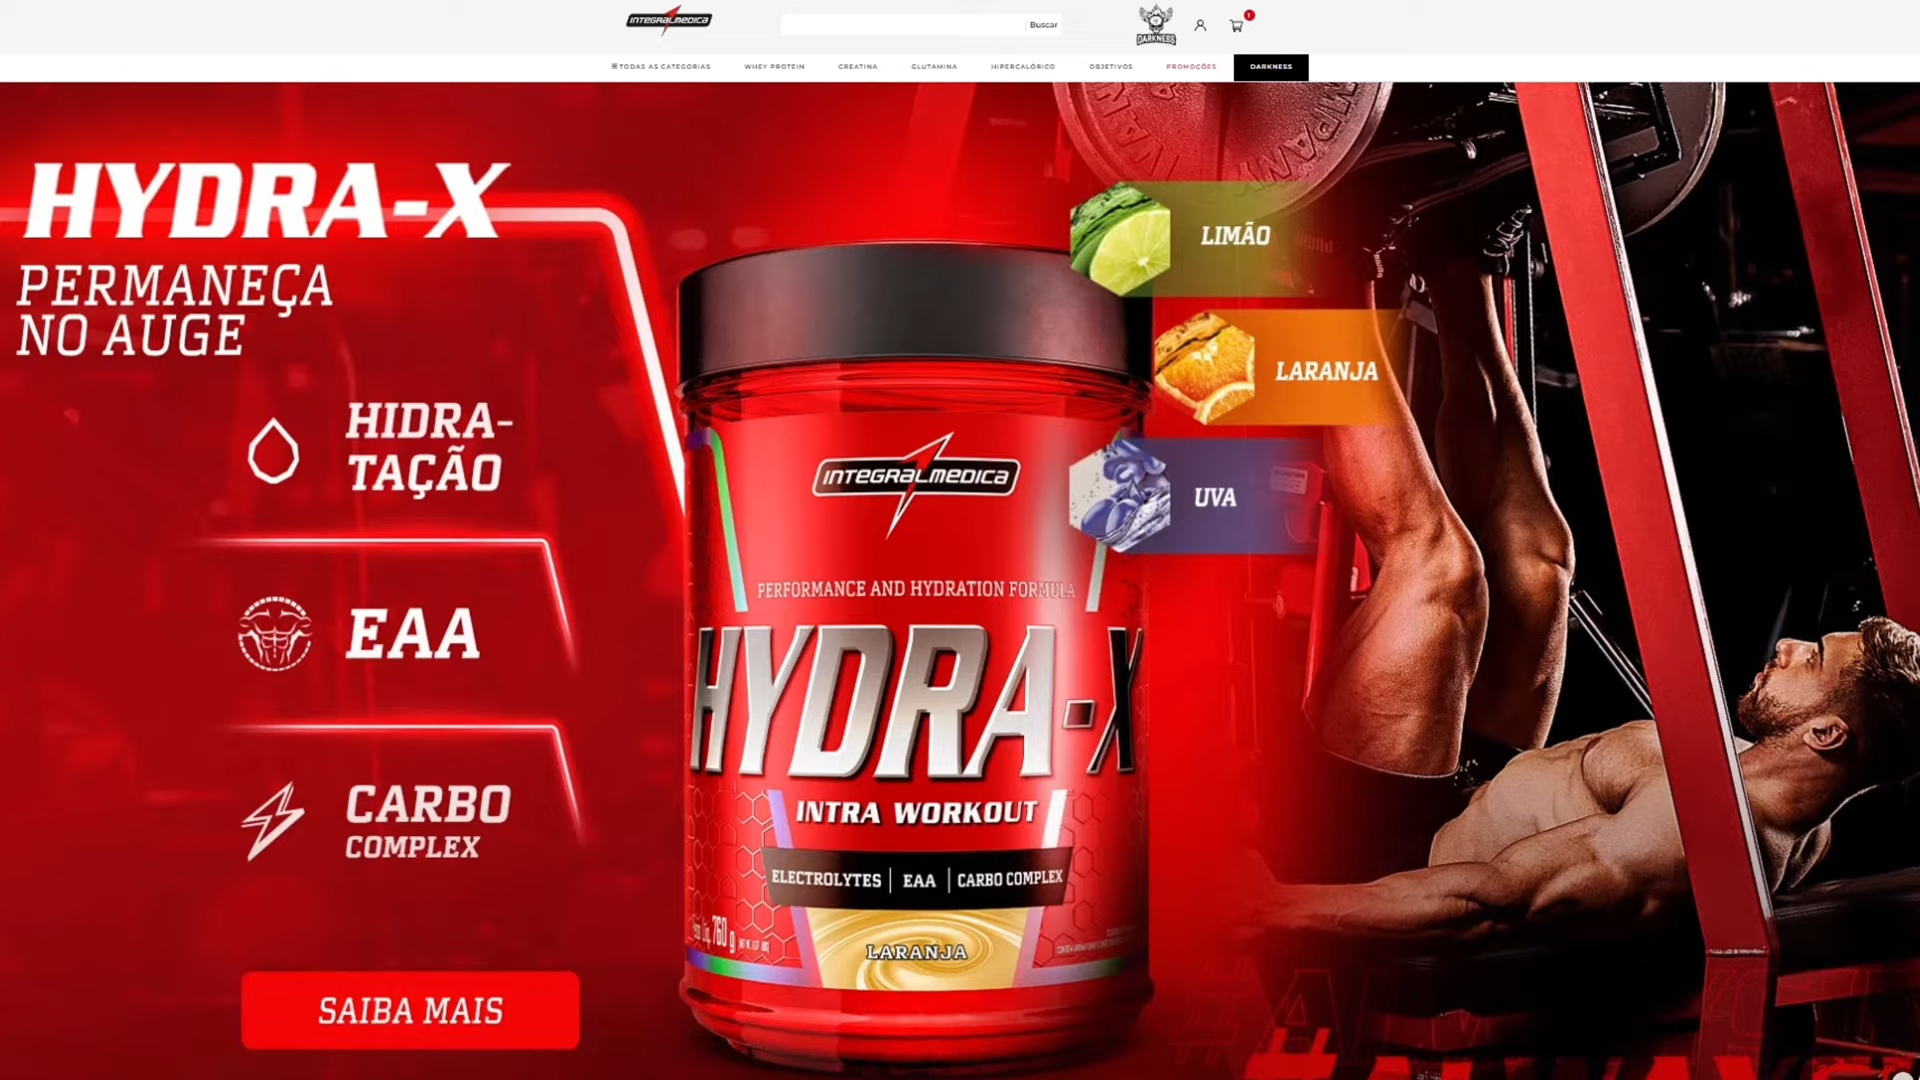 INTEGRALMEDICA
Buscar
DARKNESS
1
TODAS AS CATEGORIAS
WHEY PROTEIN
CREATINA
GLUTAMINA
HIPERCALÓRICO
OBJETIVOS
PROMOÇÕES
DARKNESS
HYDRA-X
PERMANEÇA
NO AUGE
HIDRA-
TAÇÃO
EAA
CARBO
COMPLEX
SAIBA MAIS
INTEGRALMEDICA
PERFORMANCE AND HYDRATION FORMULA
HYDRA-X
INTRA WORKOUT
ELECTROLYTES | EAA | CARBO COMPLEX
760 g
LARANJA
LIMÃO
LARANJA
UVA